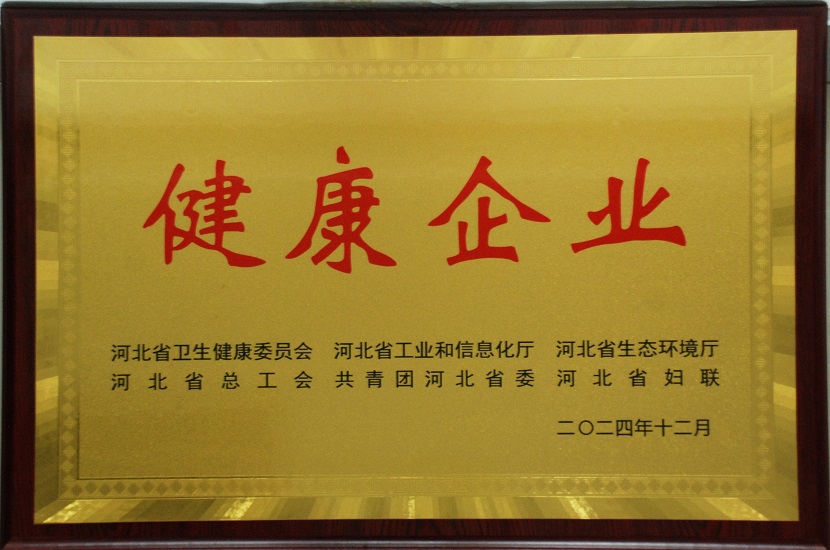 健康企业
河北省卫生健康委员会 河北省工业和信息化厅 河北省生态环境厅
河北省总工会 共青团河北省委 河北省妇联
二〇二四年十二月